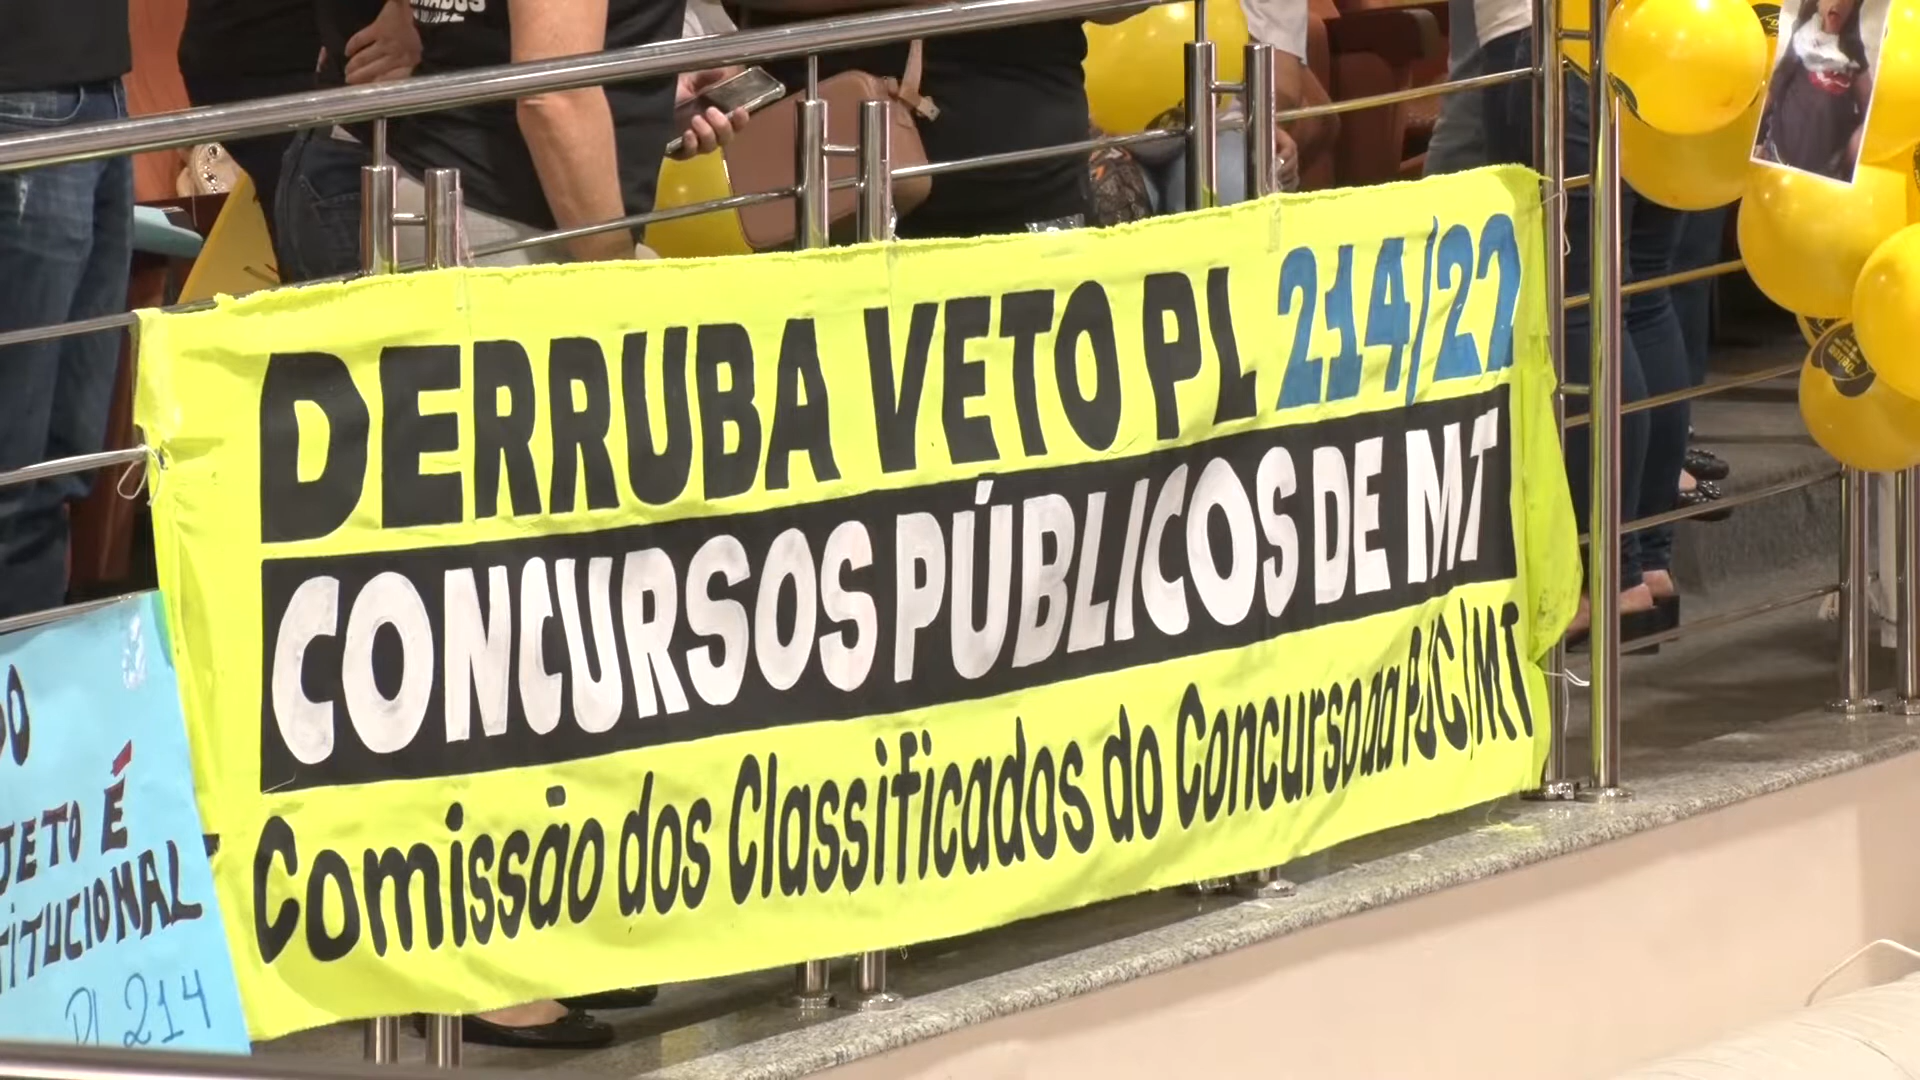 DERRUBA VETO PL 214/22
CONCURSOS PÚBLICOS DE MT
Comissão dos Classificados do Concurso da PJC/MT
JETO É
TITUCIONAL
PL 214